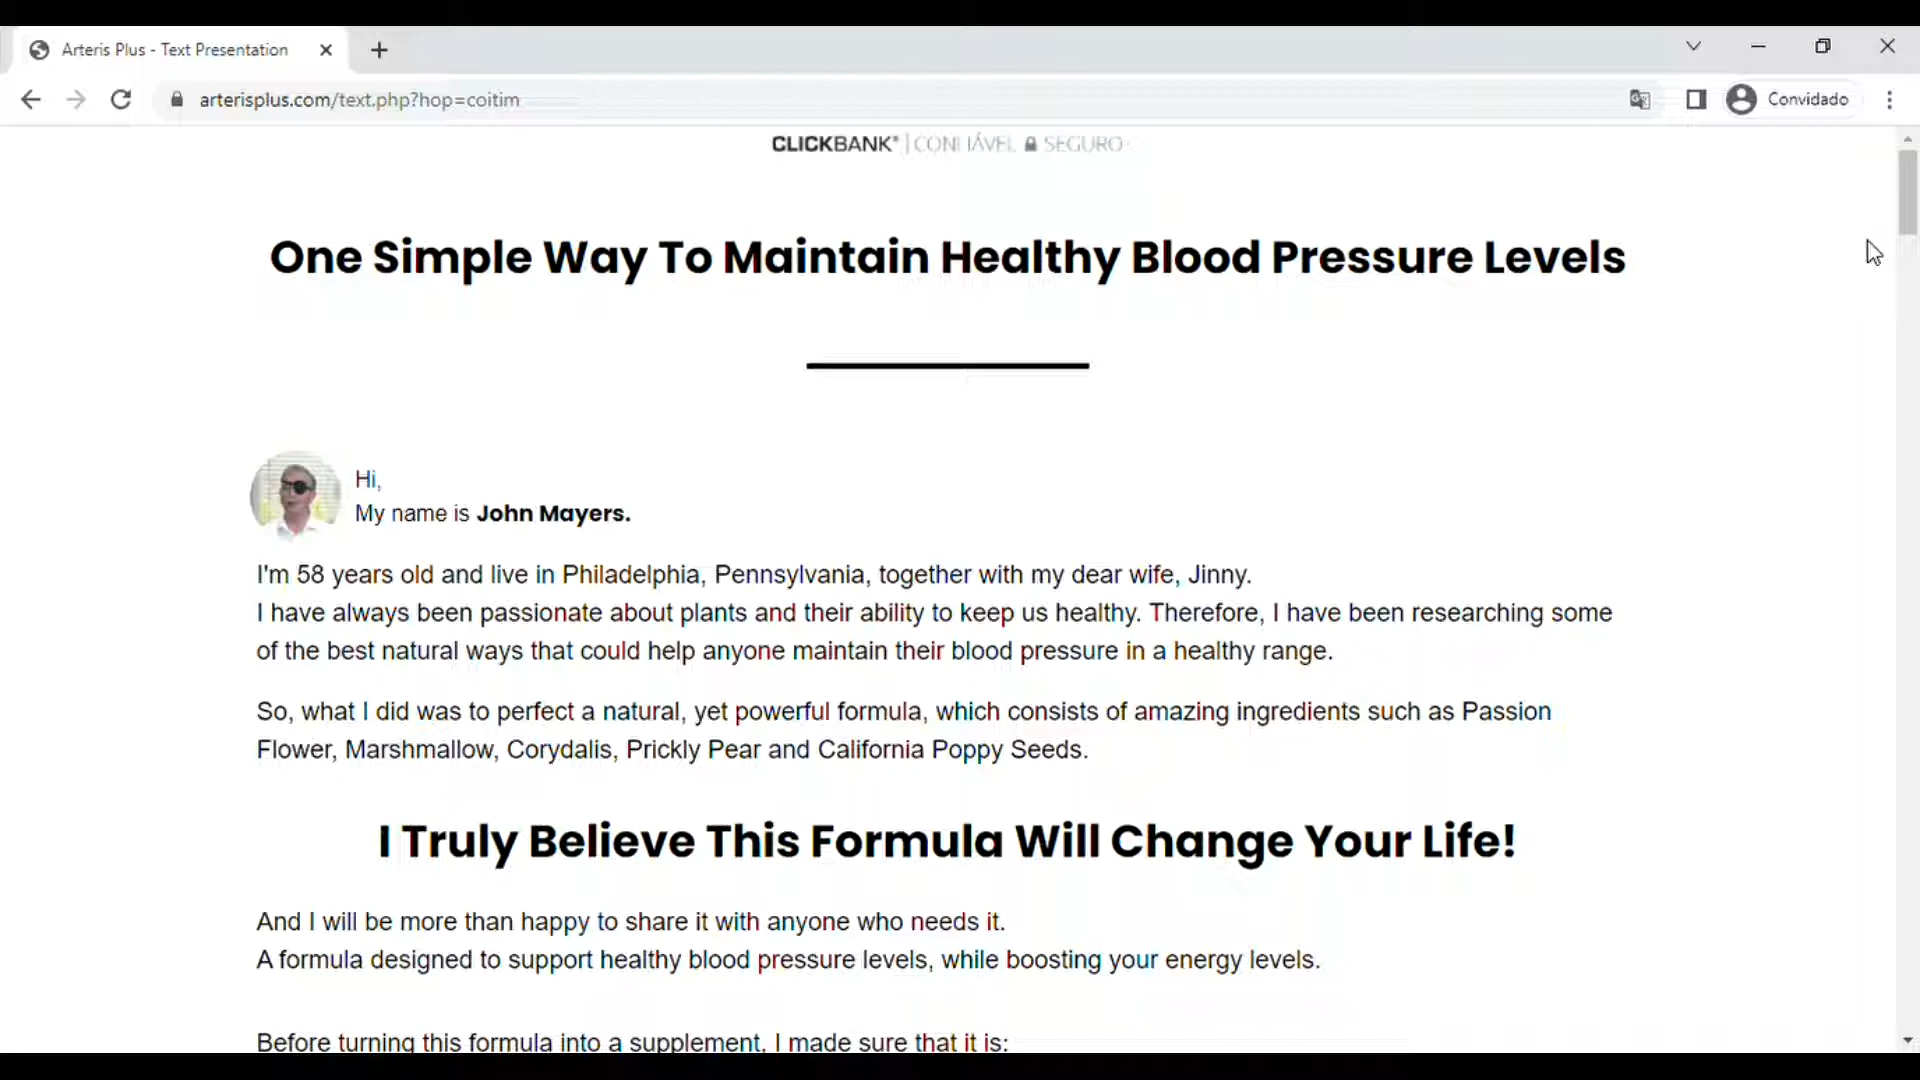 Arteris Plus - Text Presentation
arterisplus.com/text.php?hop=coitim
Convidado
CLICKBANK® | CONFIÁVEL SEGURO
One Simple Way To Maintain Healthy Blood Pressure Levels
Hi,
My name is John Mayers.
I'm 58 years old and live in Philadelphia, Pennsylvania, together with my dear wife, Jinny.
I have always been passionate about plants and their ability to keep us healthy. Therefore, I have been researching some
of the best natural ways that could help anyone maintain their blood pressure in a healthy range.
So, what I did was to perfect a natural, yet powerful formula, which consists of amazing ingredients such as Passion
Flower, Marshmallow, Corydalis, Prickly Pear and California Poppy Seeds.
I Truly Believe This Formula Will Change Your Life!
And I will be more than happy to share it with anyone who needs it.
A formula designed to support healthy blood pressure levels, while boosting your energy levels.
Before turning this formula into a supplement, I made sure that it is: